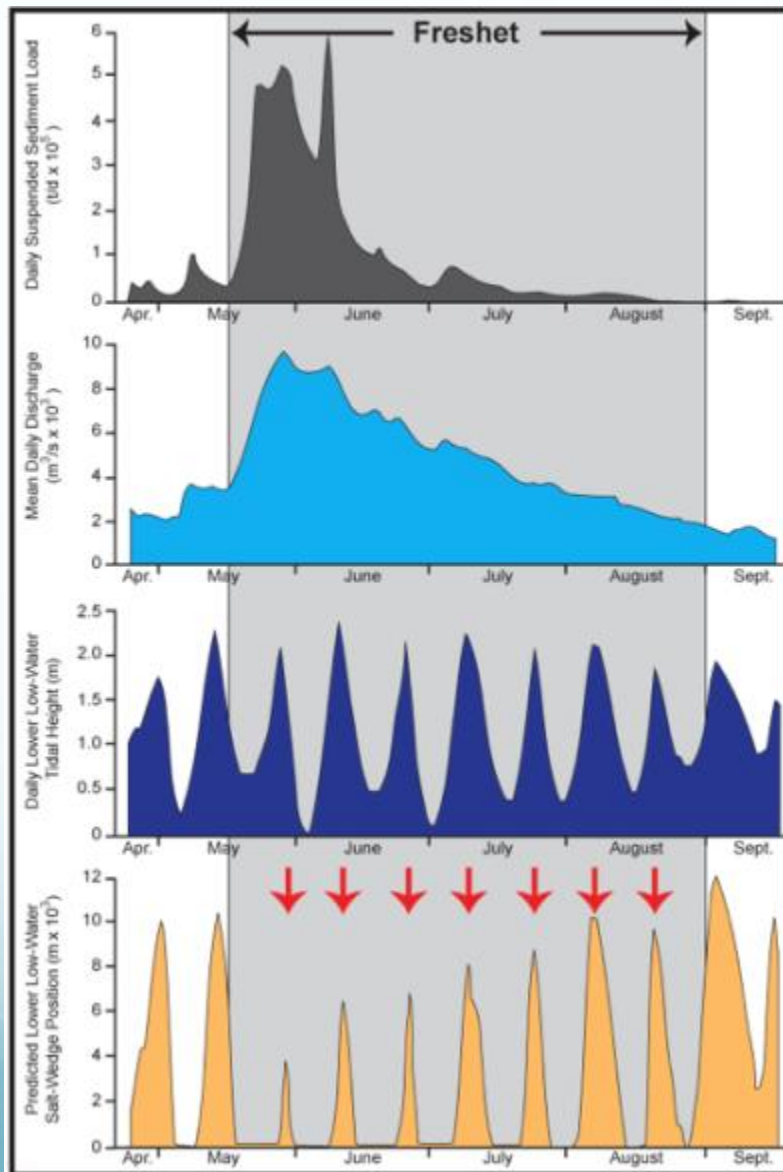 Freshet
Daily Suspended Sediment Load
(t/d x 10⁵)
6
5
4
3
2
1
0
Apr. May June July August Sept.
Mean Daily Discharge
(m³/s x 10³)
10
8
6
4
2
0
Apr. May June July August Sept.
Daily Lower Low-Water
Tidal Height (m)
2.5
2.0
1.5
1.0
0.5
0
Apr. May June July August Sept.
Predicted Lower Low-Water
Salt-Wedge Position (m x 10³)
12
10
8
6
4
2
0
Apr. May June July August Sept.